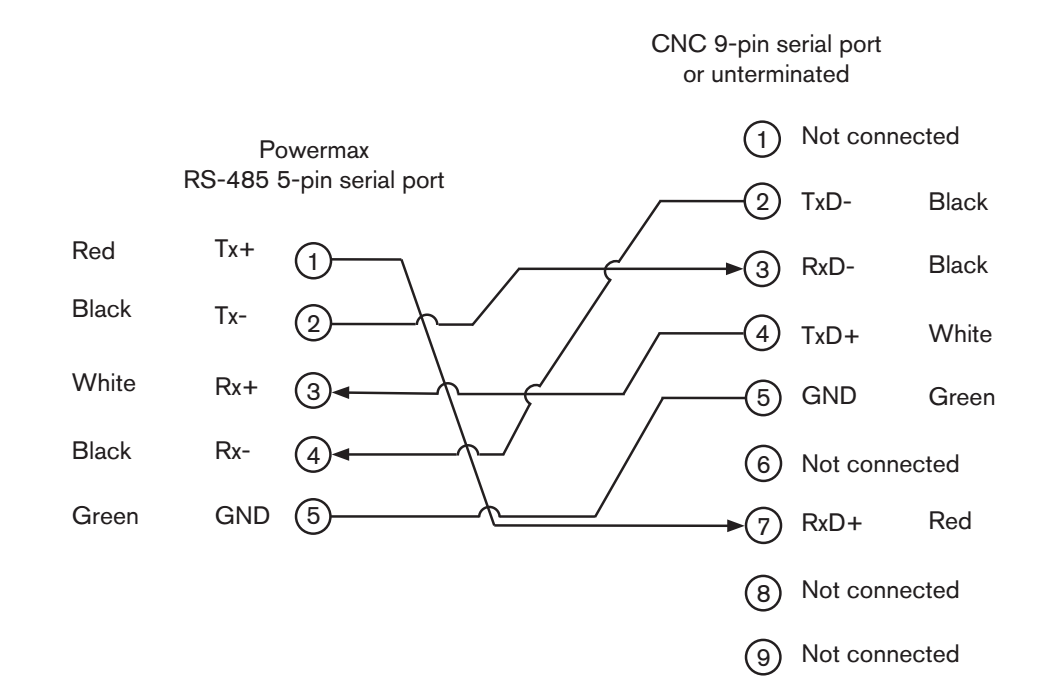 CNC 9-pin serial port
or unterminated
Powermax
RS-485 5-pin serial port
Red Tx+ 1
Black Tx- 2
White Rx+ 3
Black Rx- 4
Green GND 5
1 Not connected
2 TxD- Black
3 RxD- Black
4 TxD+ White
5 GND Green
6 Not connected
7 RxD+ Red
8 Not connected
9 Not connected